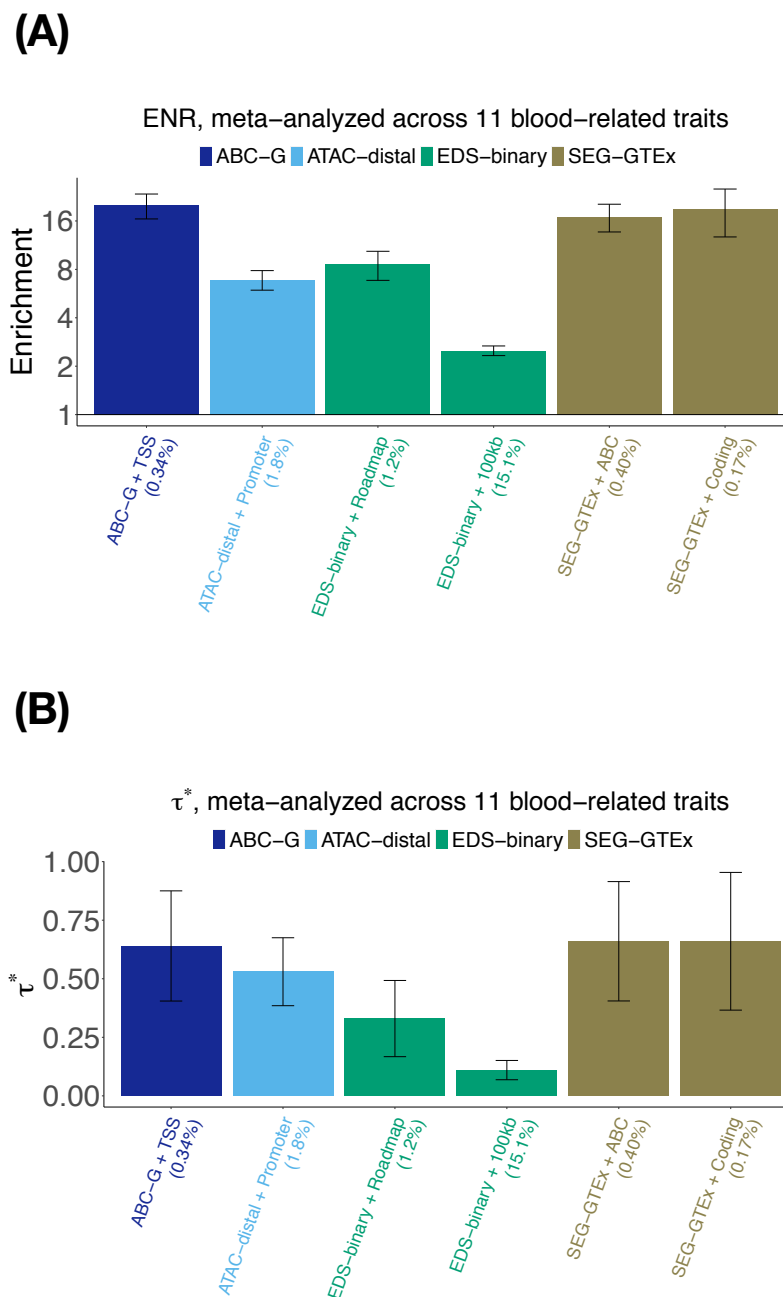 (A)
ENR, meta−analyzed across 11 blood−related traits
ABC−G ATAC−distal EDS−binary SEG−GTEx
Enrichment
16
8
4
2
1
ABC−G + TSS
(0.34%)
ATAC−distal + Promoter
(1.8%)
EDS−binary + Roadmap
(1.2%)
EDS−binary + 100kb
(15.1%)
SEG−GTEx + ABC
(0.40%)
SEG−GTEx + Coding
(0.17%)
(B)
τ*, meta−analyzed across 11 blood−related traits
ABC−G ATAC−distal EDS−binary SEG−GTEx
τ*
1.00
0.75
0.50
0.25
0.00
ABC−G + TSS
(0.34%)
ATAC−distal + Promoter
(1.8%)
EDS−binary + Roadmap
(1.2%)
EDS−binary + 100kb
(15.1%)
SEG−GTEx + ABC
(0.40%)
SEG−GTEx + Coding
(0.17%)